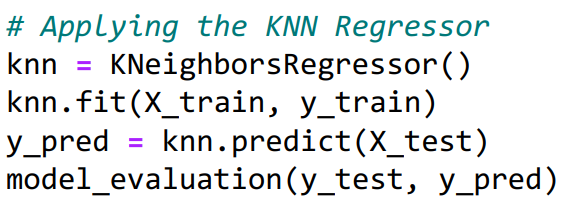 # Applying the KNN Regressor
knn = KNeighborsRegressor()
knn.fit(X_train, y_train)
y_pred = knn.predict(X_test)
model_evaluation(y_test, y_pred)